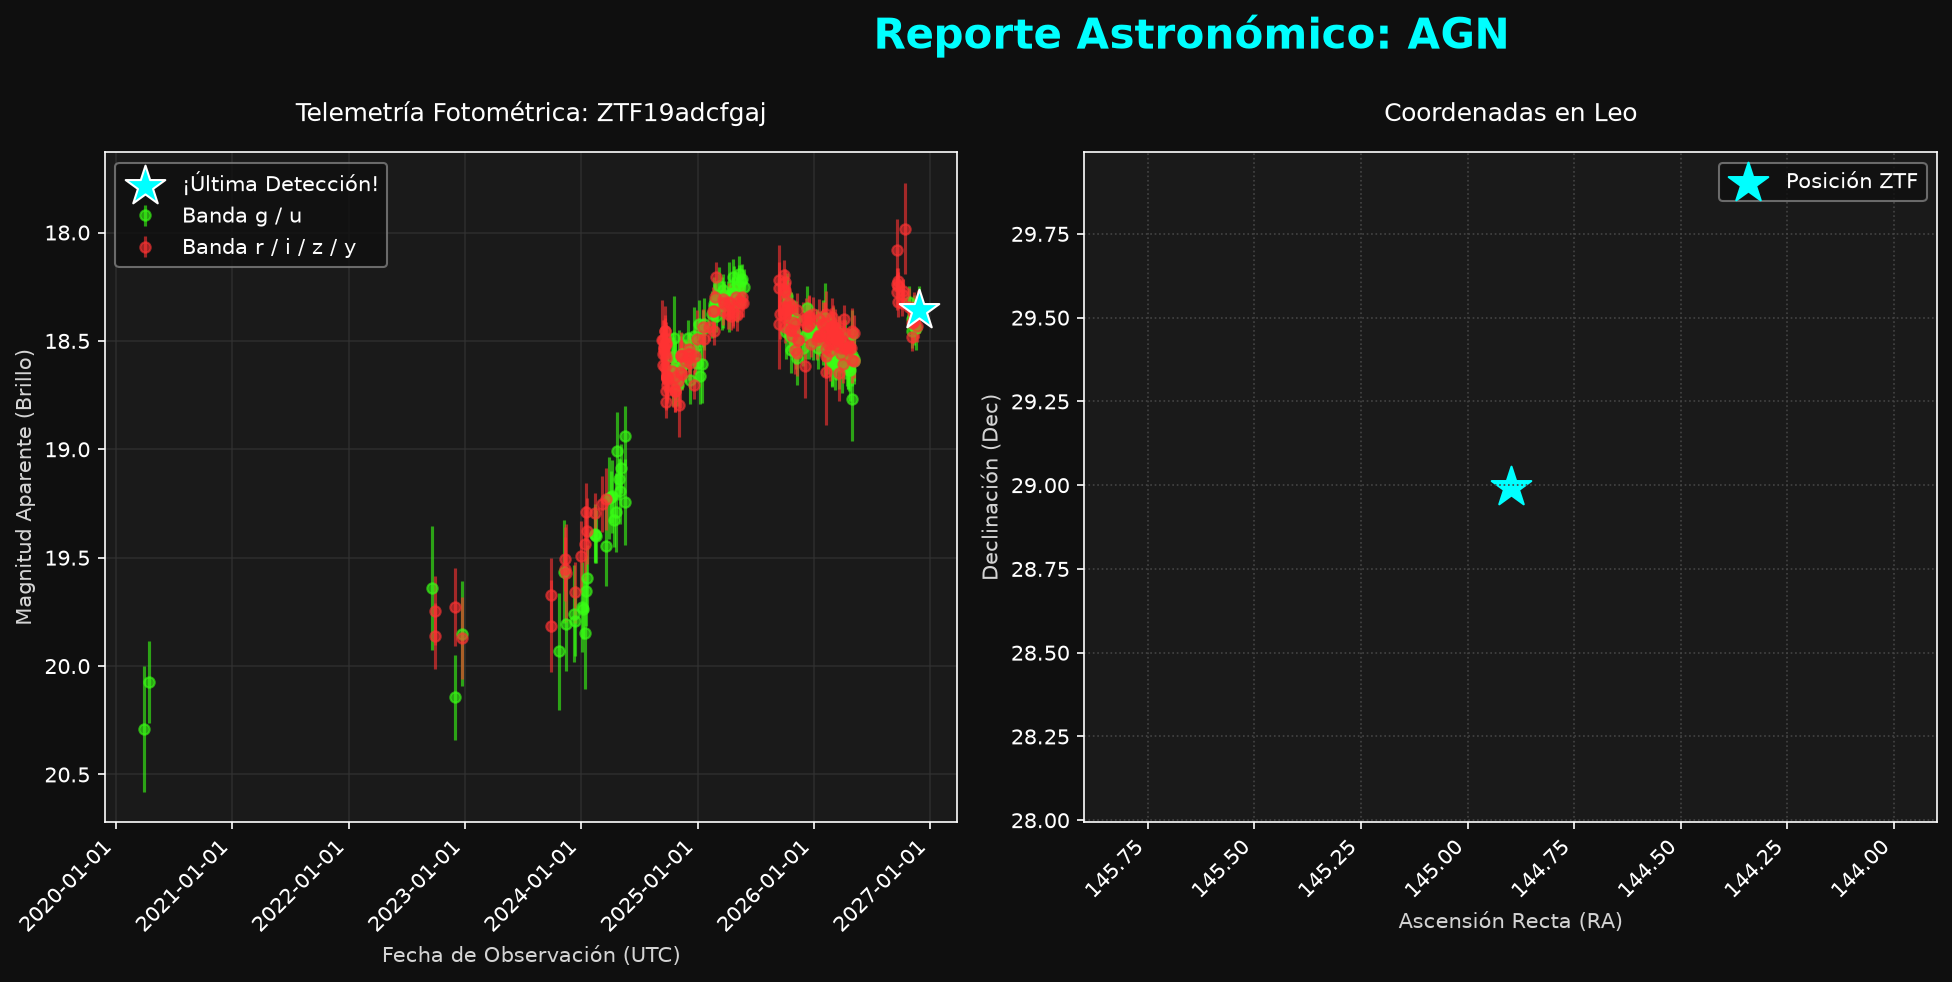 Reporte Astronómico: AGN
Telemetría Fotométrica: ZTF19adcfgaj
¡Última Detección!
Banda g / u
Banda r / i / z / y
Magnitud Aparente (Brillo)
18.0
18.5
19.0
19.5
20.0
20.5
2020-01-01
2021-01-01
2022-01-01
2023-01-01
2024-01-01
2025-01-01
2026-01-01
2027-01-01
Fecha de Observación (UTC)
Coordenadas en Leo
Posición ZTF
Declinación (Dec)
29.75
29.50
29.25
29.00
28.75
28.50
28.25
28.00
145.75
145.50
145.25
145.00
144.75
144.50
144.25
144.00
Ascensión Recta (RA)